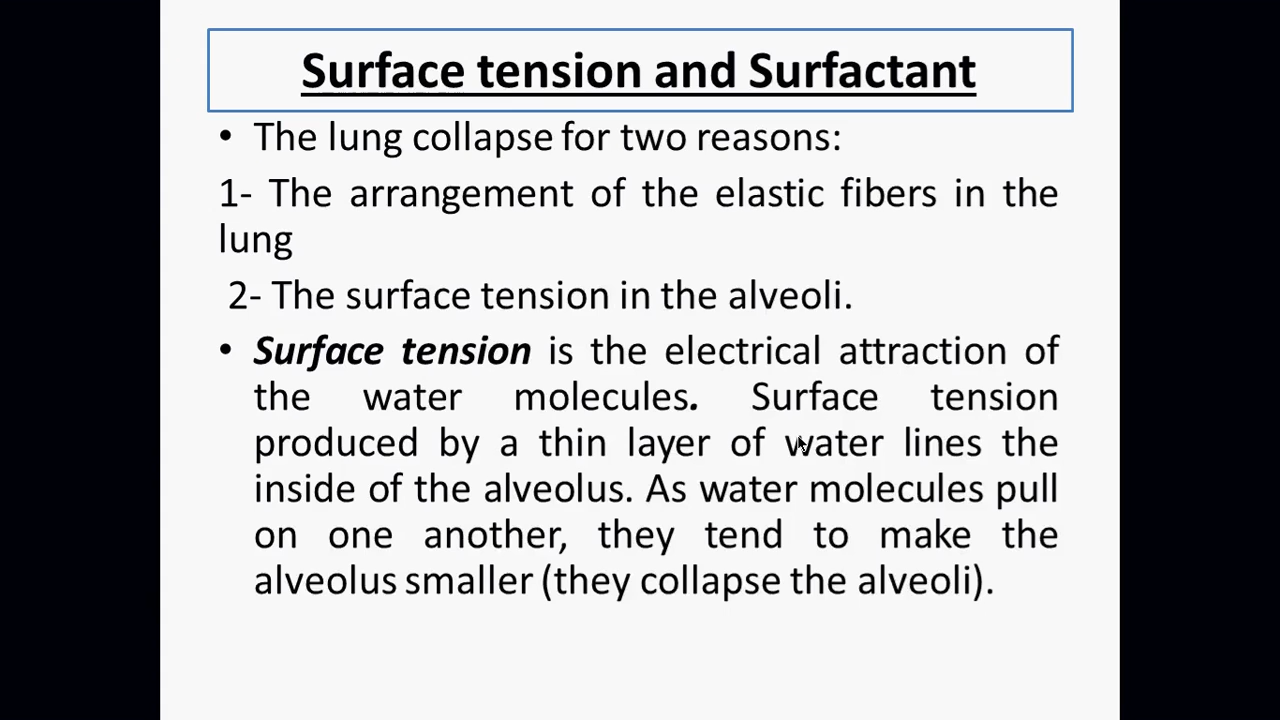 Surface tension and Surfactant
• The lung collapse for two reasons:
1- The arrangement of the elastic fibers in the
lung
2- The surface tension in the alveoli.
• Surface tension is the electrical attraction of
the water molecules. Surface tension
produced by a thin layer of water lines the
inside of the alveolus. As water molecules pull
on one another, they tend to make the
alveolus smaller (they collapse the alveoli).